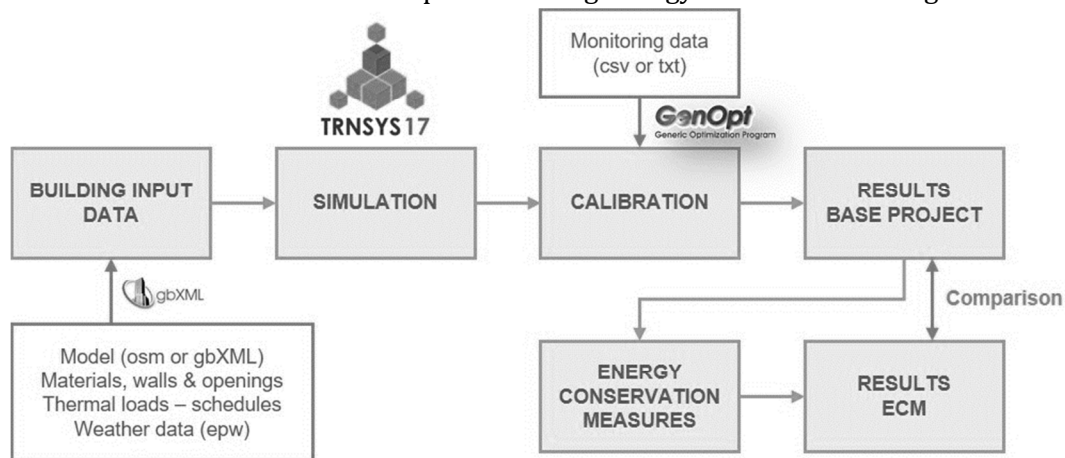 Monitoring data
(csv or txt)
TRNSYS 17
GenOpt
Generic Optimization Program
BUILDING INPUT
DATA
SIMULATION
CALIBRATION
RESULTS
BASE PROJECT
gbXML
Comparison
Model (osm or gbXML)
Materials, walls & openings
Thermal loads – schedules
Weather data (epw)
ENERGY
CONSERVATION
MEASURES
RESULTS
ECM